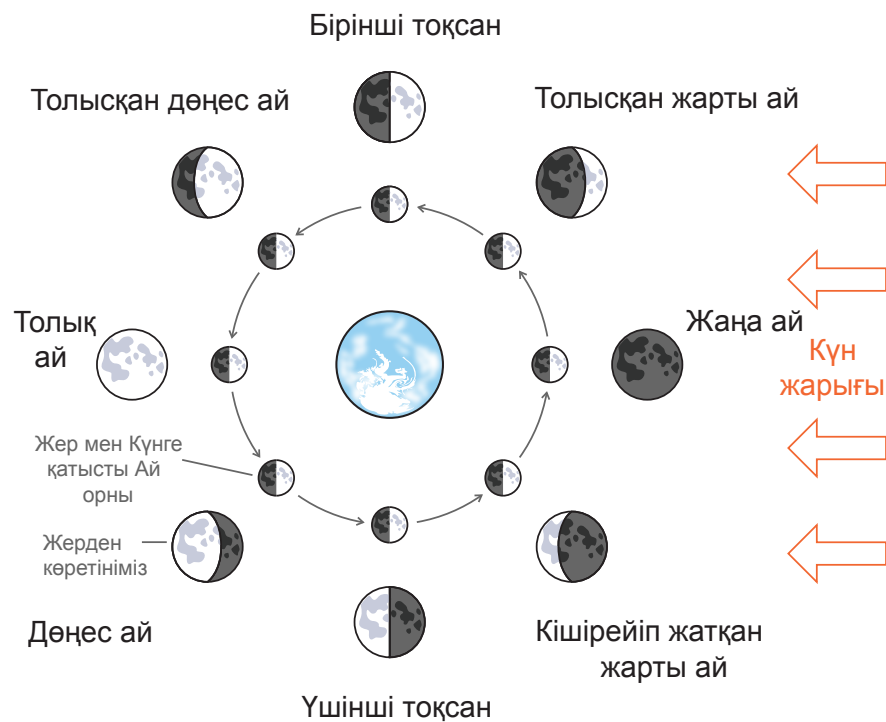 Бірінші тоқсан
Толысқан дөңес ай
Толысқан жарты ай
Толық
ай
Жаңа ай
Күн
жарығы
Жер мен Күнге
қатысты Ай
орны
Жерден
көретініміз
Дөңес ай
Кішірейіп жатқан
жарты ай
Үшінші тоқсан